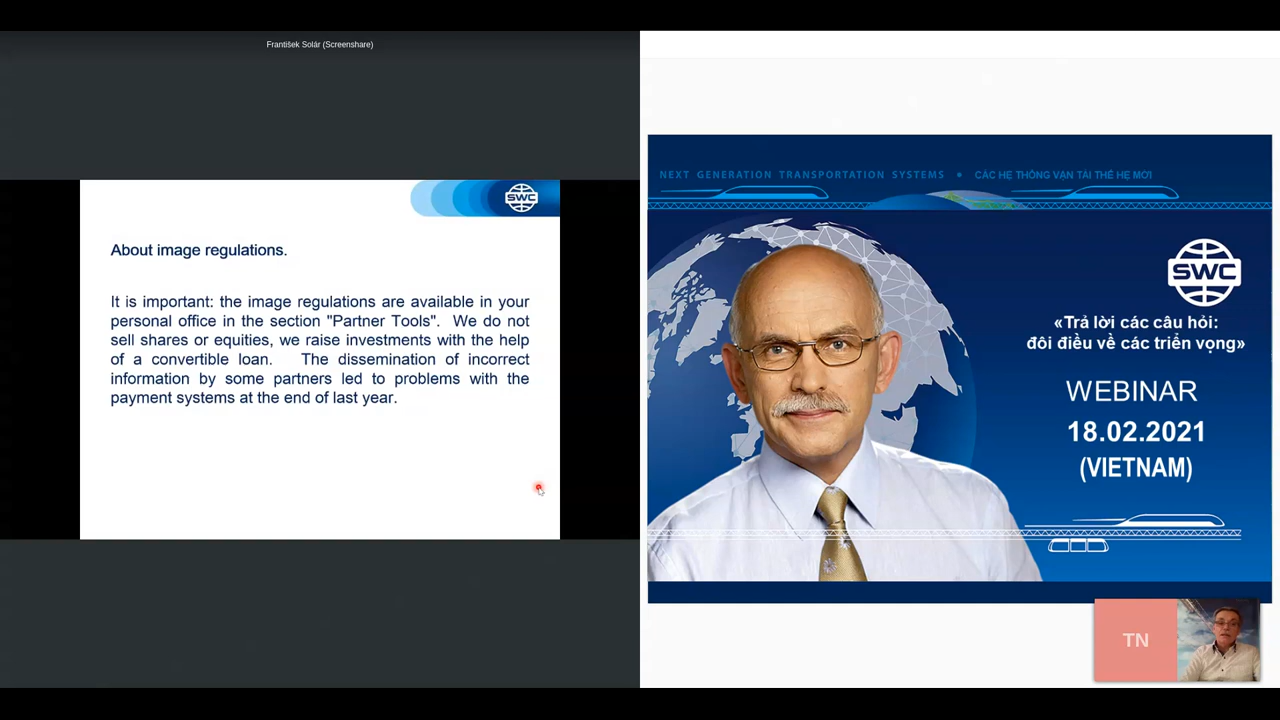 František Solár (Screenshare)
SWC
About image regulations.
It is important: the image regulations are available in your
personal office in the section "Partner Tools". We do not
sell shares or equities, we raise investments with the help
of a convertible loan. The dissemination of incorrect
information by some partners led to problems with the
payment systems at the end of last year.
NEXT GENERATION TRANSPORTATION SYSTEMS • CÁC HỆ THỐNG VẬN TẢI THẾ HỆ MỚI
SWC
«Trả lời các câu hỏi:
đôi điều về các triển vọng»
WEBINAR
18.02.2021
(VIETNAM)
TN